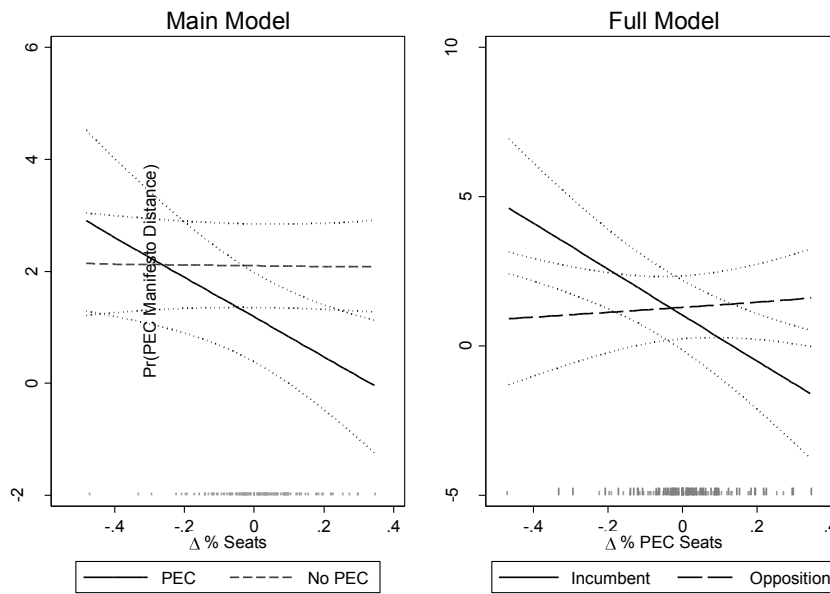 Main Model
6
4
2
0
-2
Pr(PEC Manifesto Distance)
-.4 -.2 0 .2 .4
Δ % Seats
PEC No PEC
Full Model
10
5
0
-5
-.4 -.2 0 .2 .4
Δ % PEC Seats
Incumbent Opposition